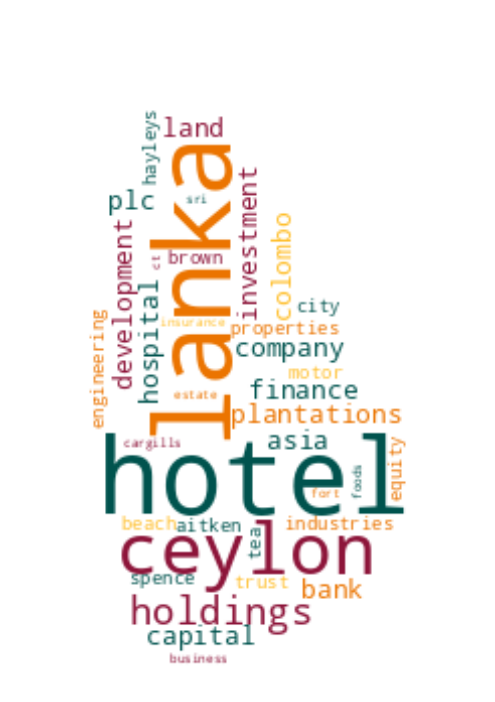 hayleys
land
lanka
plc
sri
investment
colombo
development
ct
brown
hospital
city
insurance
engineering
properties
company
motor
finance
estate
plantations
asia
cargills
hotel
foods
equity
fort
beach
aitken
industries
ceylon
tea
spence
trust
bank
holdings
capital
business